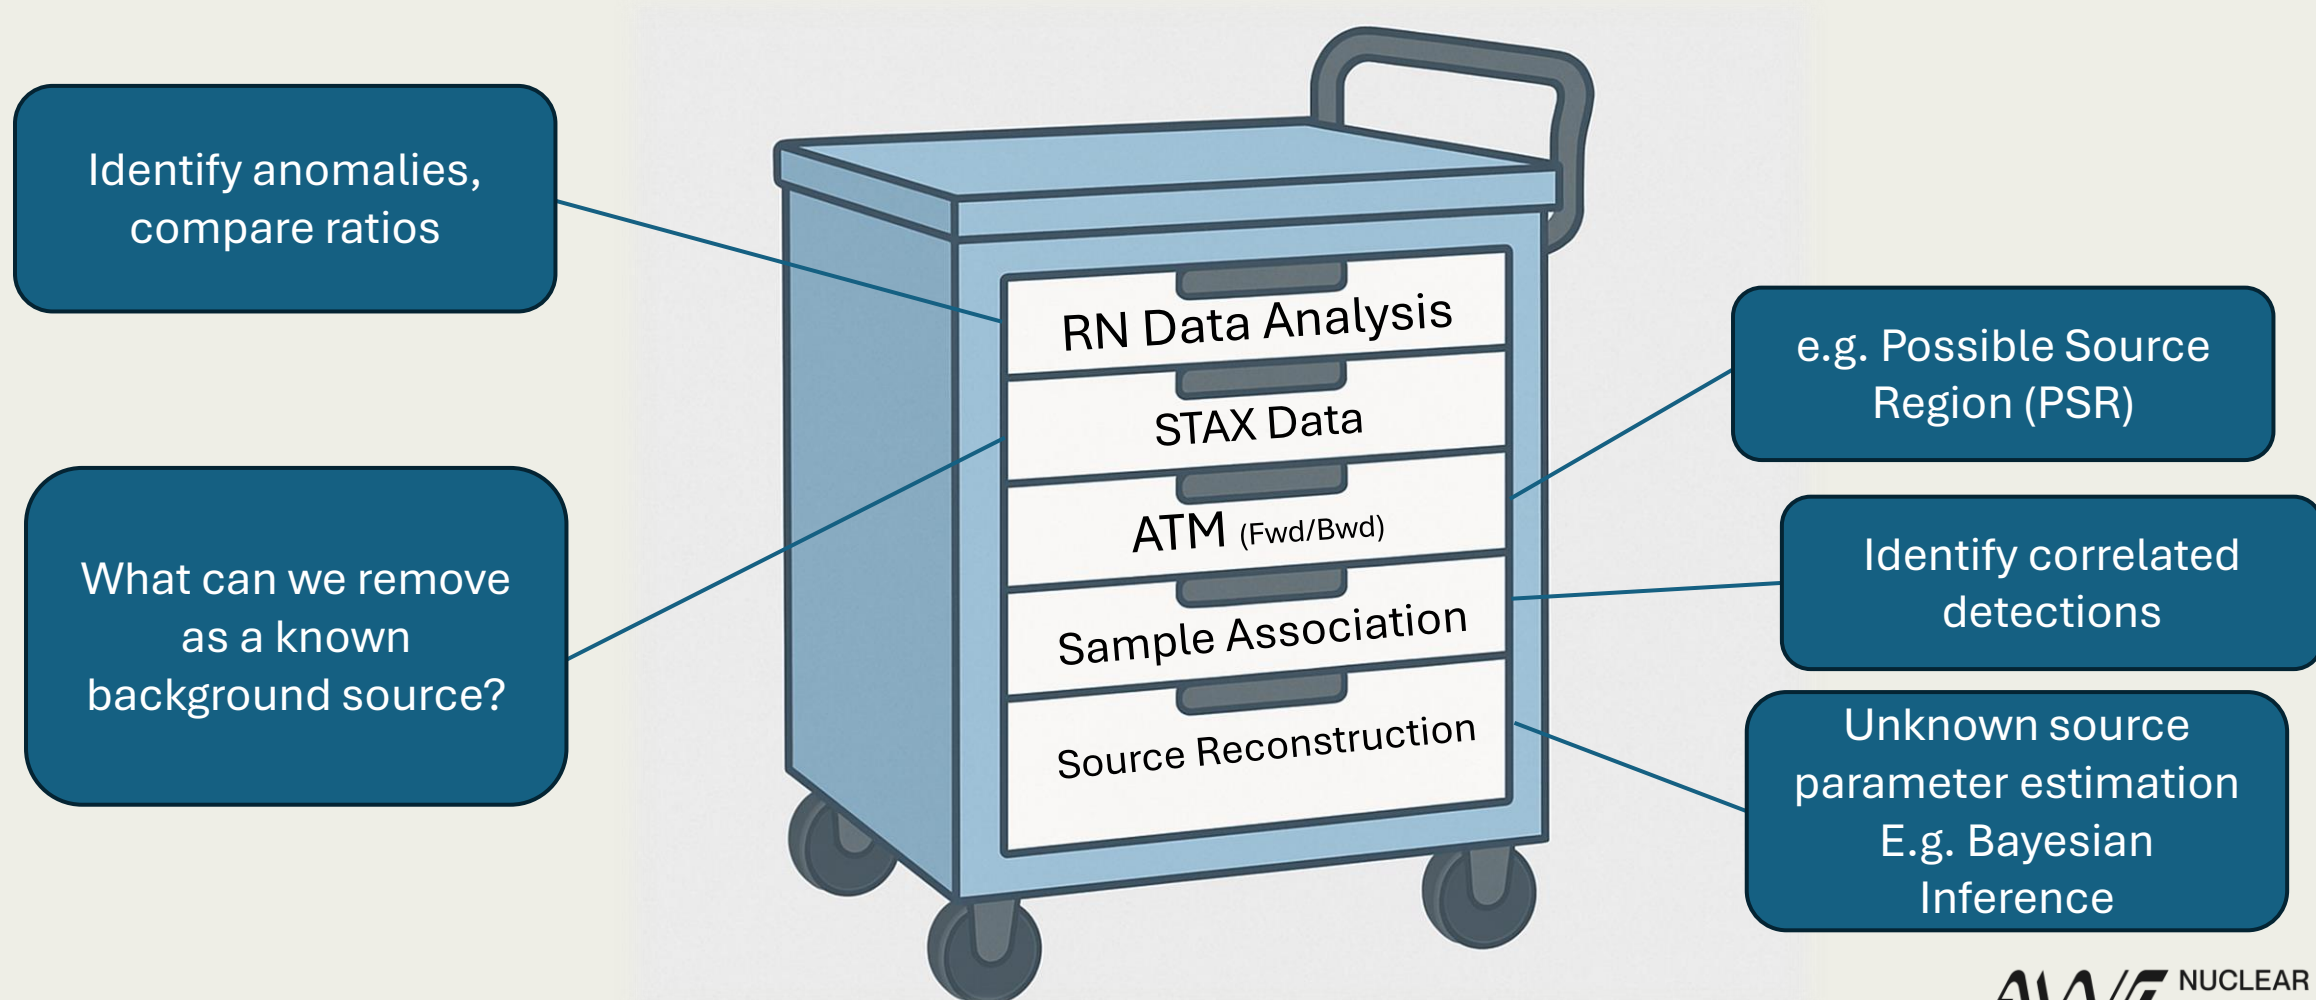 Identify anomalies,
compare ratios
What can we remove
as a known
background source?
RN Data Analysis
STAX Data
ATM (Fwd/Bwd)
Sample Association
Source Reconstruction
e.g. Possible Source
Region (PSR)
Identify correlated
detections
Unknown source
parameter estimation
E.g. Bayesian
Inference
AWE NUCLEAR